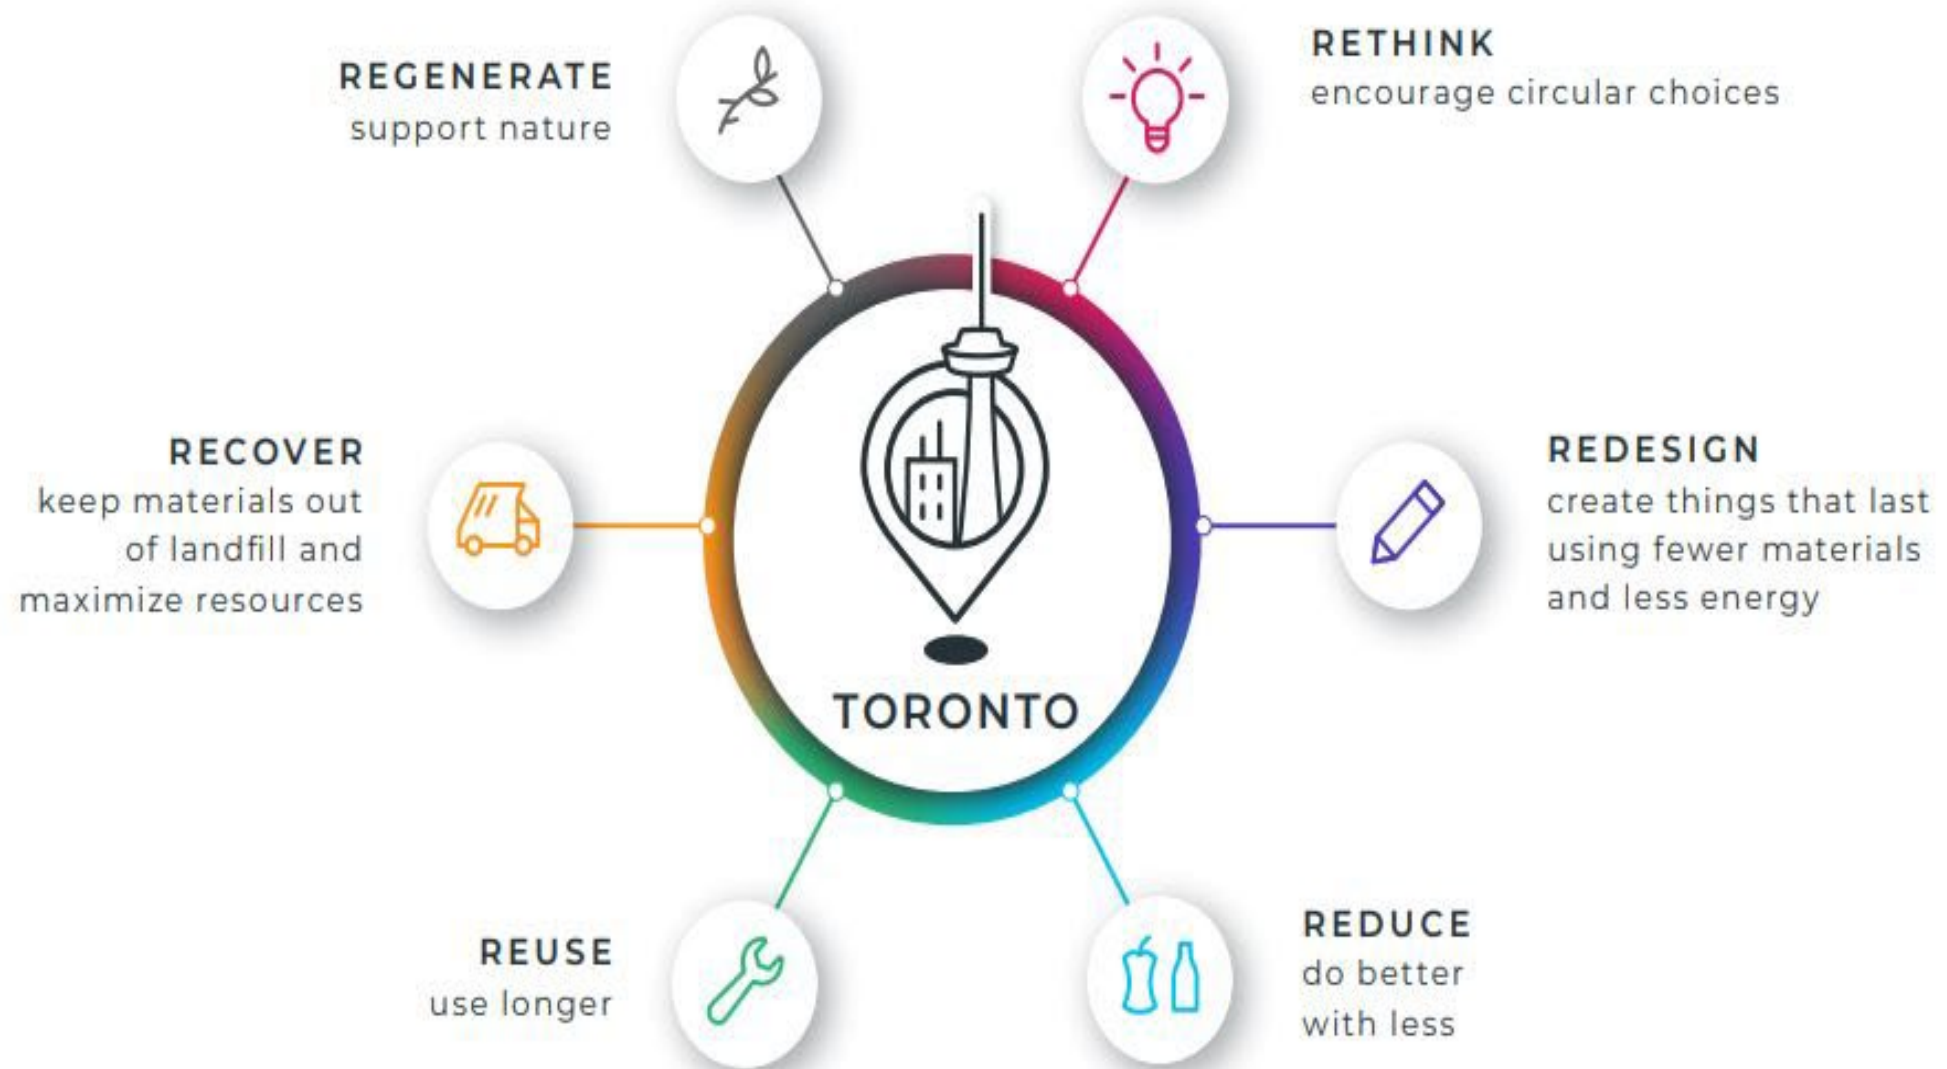 REGENERATE
support nature
RETHINK
encourage circular choices
RECOVER
keep materials out
of landfill and
maximize resources
REDESIGN
create things that last
using fewer materials
and less energy
TORONTO
REUSE
use longer
REDUCE
do better
with less